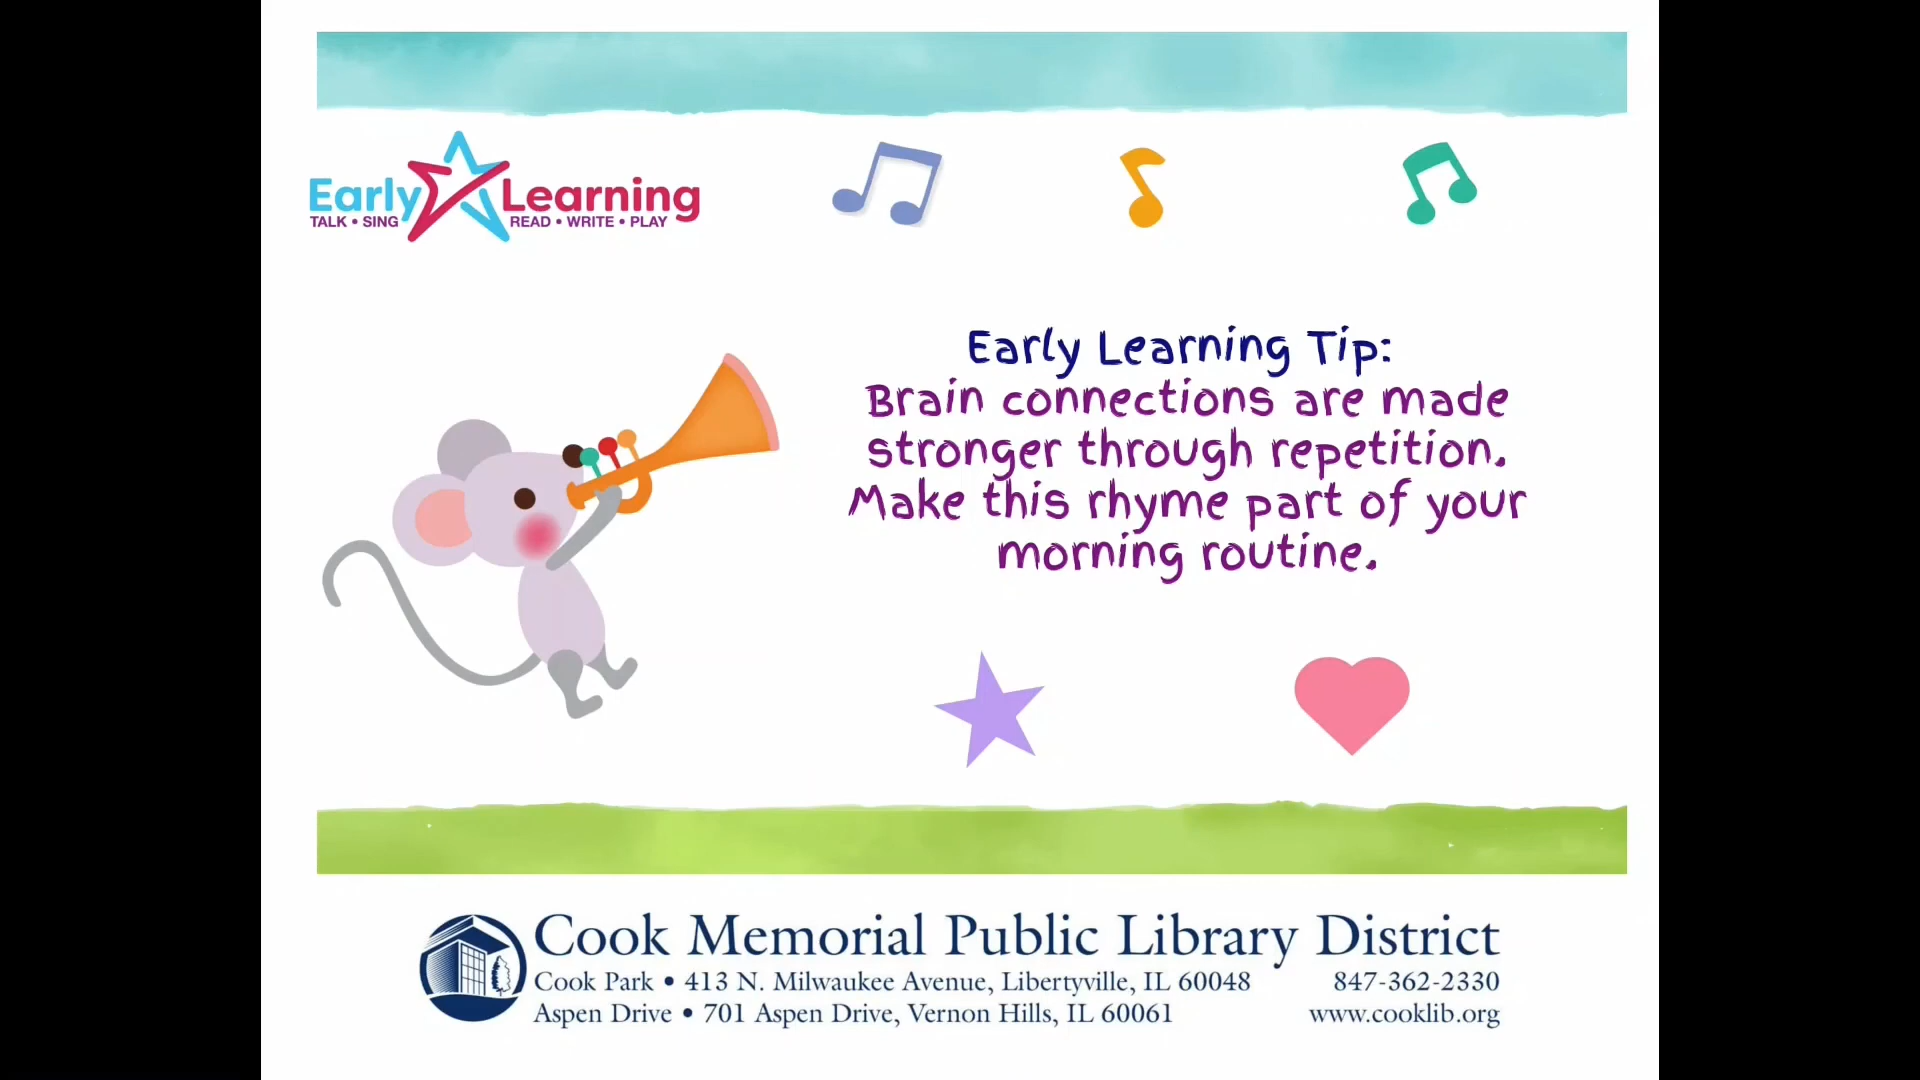 Early Learning
TALK • SING READ • WRITE • PLAY
Early Learning Tip:
Brain connections are made
stronger through repetition.
Make this rhyme part of your
morning routine.
Cook Memorial Public Library District
Cook Park • 413 N. Milwaukee Avenue, Libertyville, IL 60048 847-362-2330
Aspen Drive • 701 Aspen Drive, Vernon Hills, IL 60061 www.cooklib.org